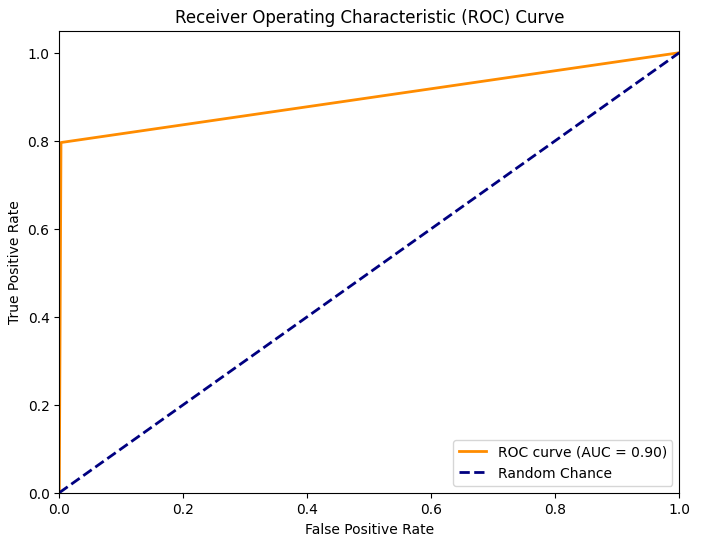 Receiver Operating Characteristic (ROC) Curve
True Positive Rate
1.0
0.8
0.6
0.4
0.2
0.0
ROC curve (AUC = 0.90)
Random Chance
0.0 0.2 0.4 0.6 0.8 1.0
False Positive Rate